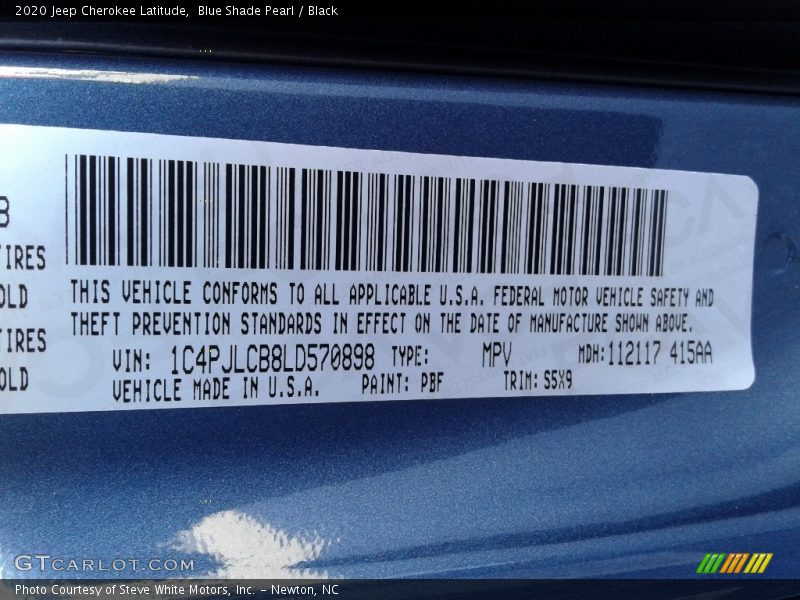 2020 Jeep Cherokee Latitude,  Blue Shade Pearl / Black
B
TIRES
OLD
TIRES
OLD
THIS VEHICLE CONFORMS TO ALL APPLICABLE U.S.A. FEDERAL MOTOR VEHICLE SAFETY AND
THEFT PREVENTION STANDARDS IN EFFECT ON THE DATE OF MANUFACTURE SHOWN ABOVE.
VIN: 1C4PJLCB8LD570898 TYPE: MPV MDH:112117 415AA
VEHICLE MADE IN U.S.A. PAINT: PBF TRIM: S5X9
GTCARLOT.COM
Photo Courtesy of Steve White Motors, Inc. – Newton, NC